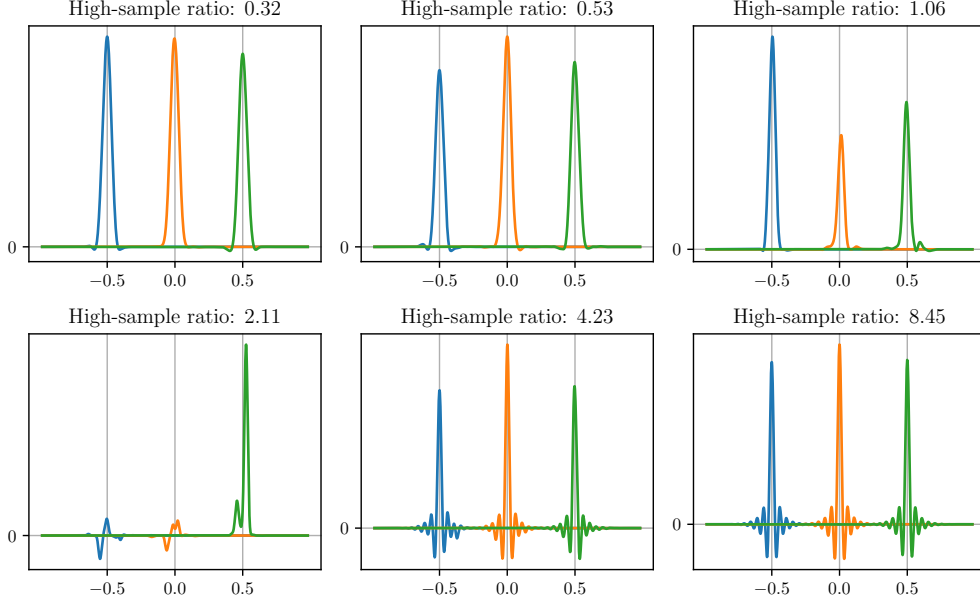 High-sample ratio: 0.32
High-sample ratio: 0.53
High-sample ratio: 1.06
0
0
0
−0.5 0.0 0.5
−0.5 0.0 0.5
−0.5 0.0 0.5
High-sample ratio: 2.11
High-sample ratio: 4.23
High-sample ratio: 8.45
0
0
0
−0.5 0.0 0.5
−0.5 0.0 0.5
−0.5 0.0 0.5